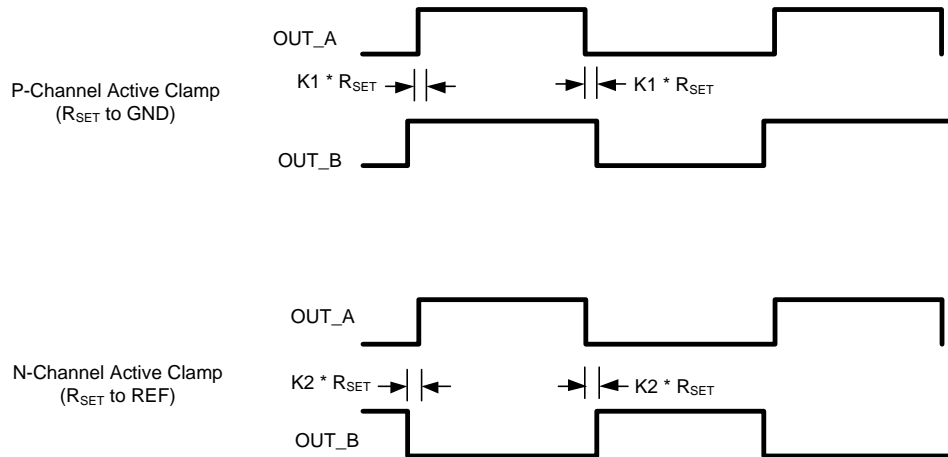 OUT_A
K1 * RSET
K1 * RSET
P-Channel Active Clamp
(RSET to GND)
OUT_B
OUT_A
N-Channel Active Clamp
(RSET to REF)
K2 * RSET
K2 * RSET
OUT_B